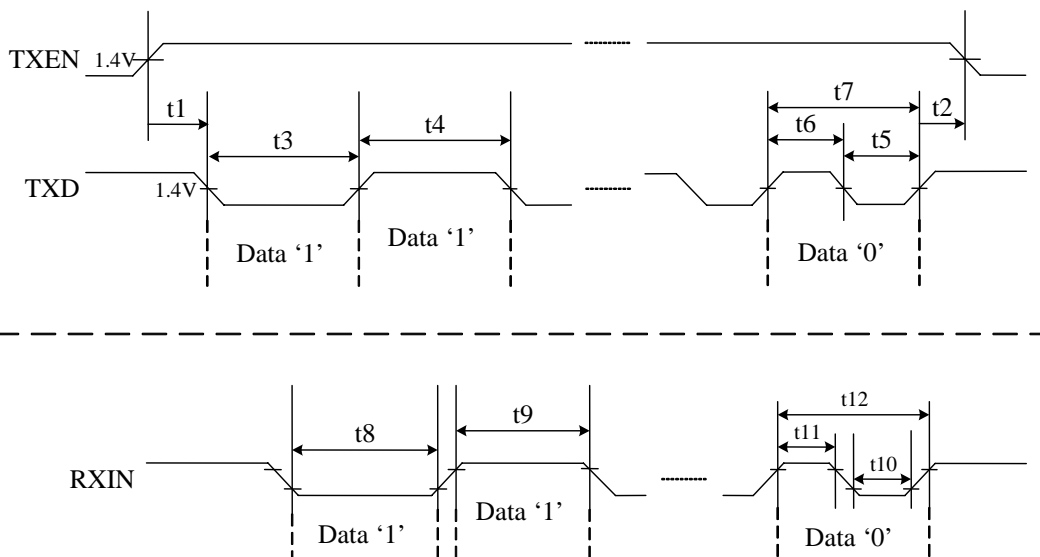 TXEN
1.4V
t1
t3
t4
t7
t2
t6
t5
TXD
1.4V
Data ‘1’
Data ‘1’
Data ‘0’
t8
t9
t12
t11
t10
RXIN
Data ‘1’
Data ‘1’
Data ‘0’